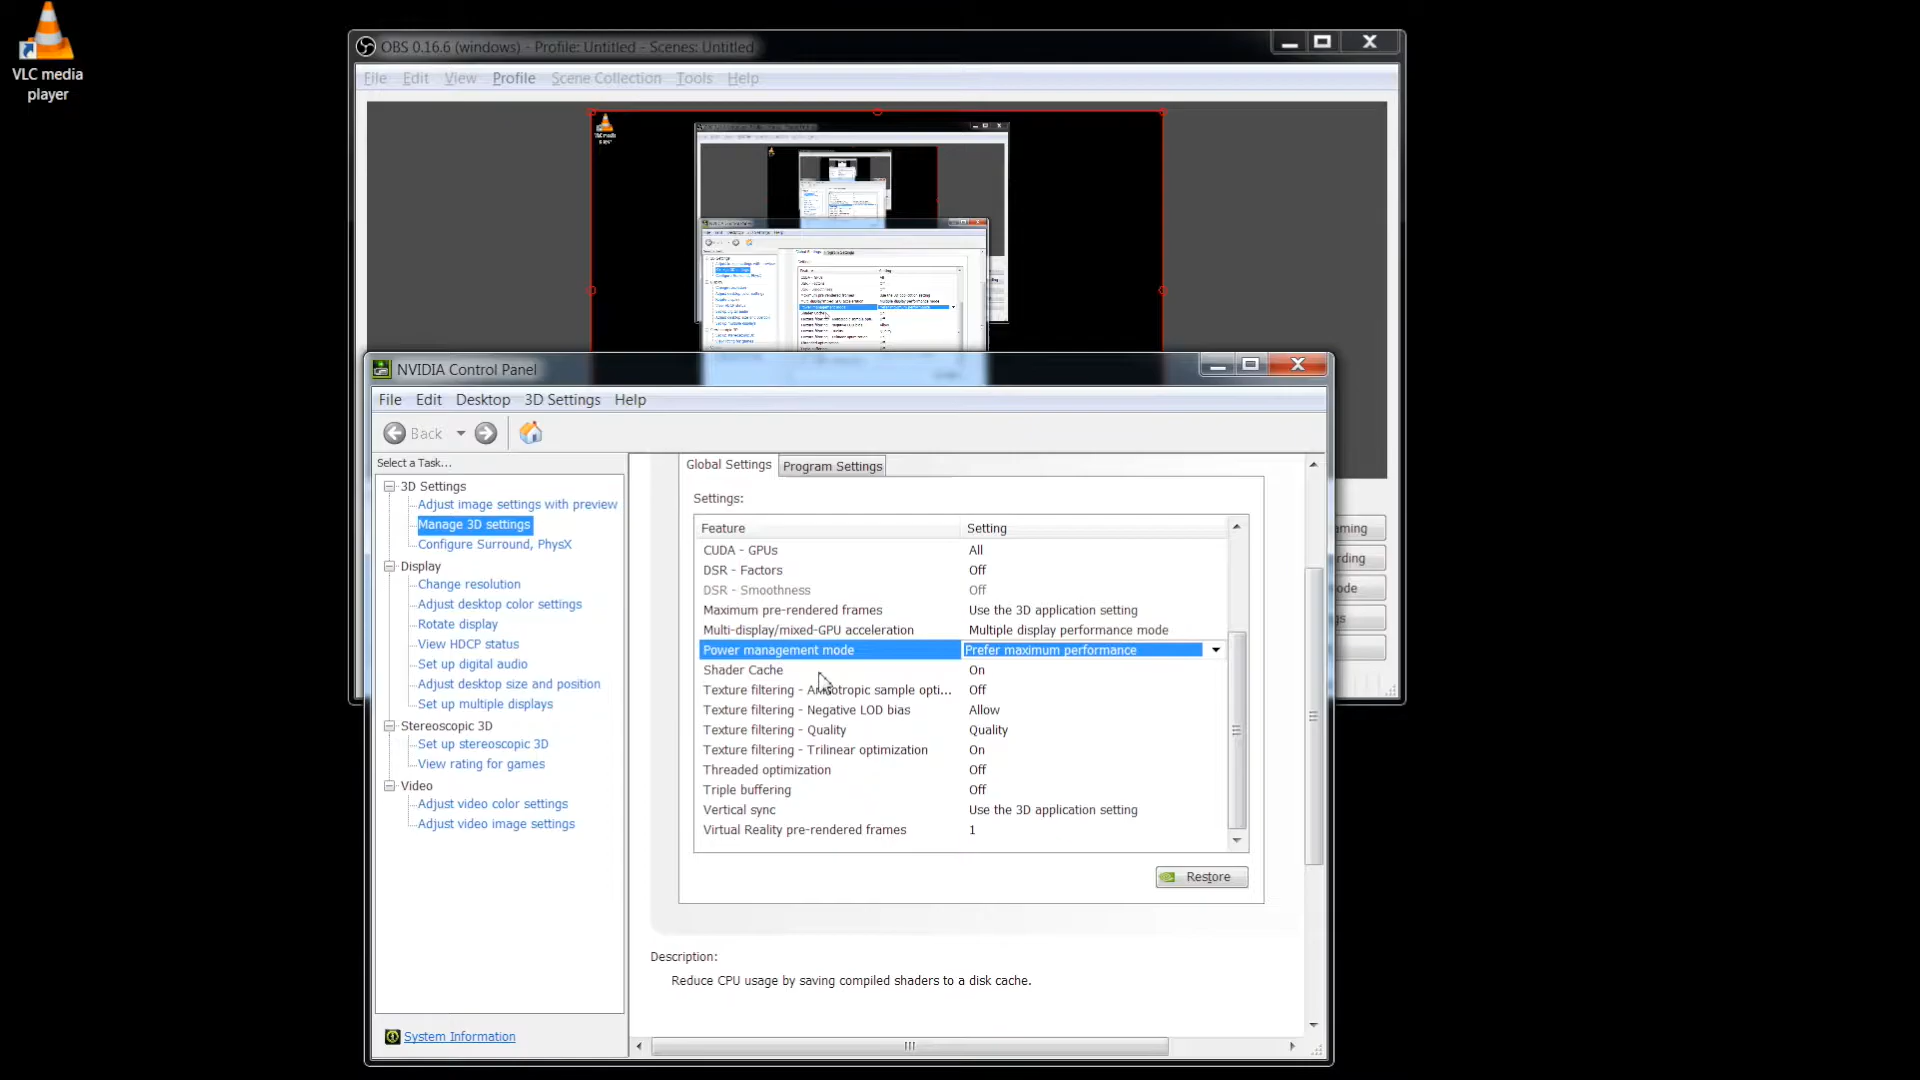 VLC media
player
OBS 0.16.6 (windows) - Profile: Untitled - Scenes: Untitled
File Edit View Profile Scene Collection Tools Help
NVIDIA Control Panel
File Edit Desktop 3D Settings Help
Back
Select a Task...
3D Settings
Adjust image settings with preview
Manage 3D settings
Configure Surround, PhysX
Display
Change resolution
Adjust desktop color settings
Rotate display
View HDCP status
Set up digital audio
Adjust desktop size and position
Set up multiple displays
Stereoscopic 3D
Set up stereoscopic 3D
View rating for games
Video
Adjust video color settings
Adjust video image settings
System Information
Global Settings Program Settings
Settings:
Feature Setting
CUDA - GPUs All
DSR - Factors Off
DSR - Smoothness Off
Maximum pre-rendered frames Use the 3D application setting
Multi-display/mixed-GPU acceleration Multiple display performance mode
Power management mode Prefer maximum performance
Shader Cache On
Texture filtering - Anisotropic sample opti... Off
Texture filtering - Negative LOD bias Allow
Texture filtering - Quality Quality
Texture filtering - Trilinear optimization On
Threaded optimization Off
Triple buffering Off
Vertical sync Use the 3D application setting
Virtual Reality pre-rendered frames 1
Restore
Description:
Reduce CPU usage by saving compiled shaders to a disk cache.
aming
rding
ode
gs